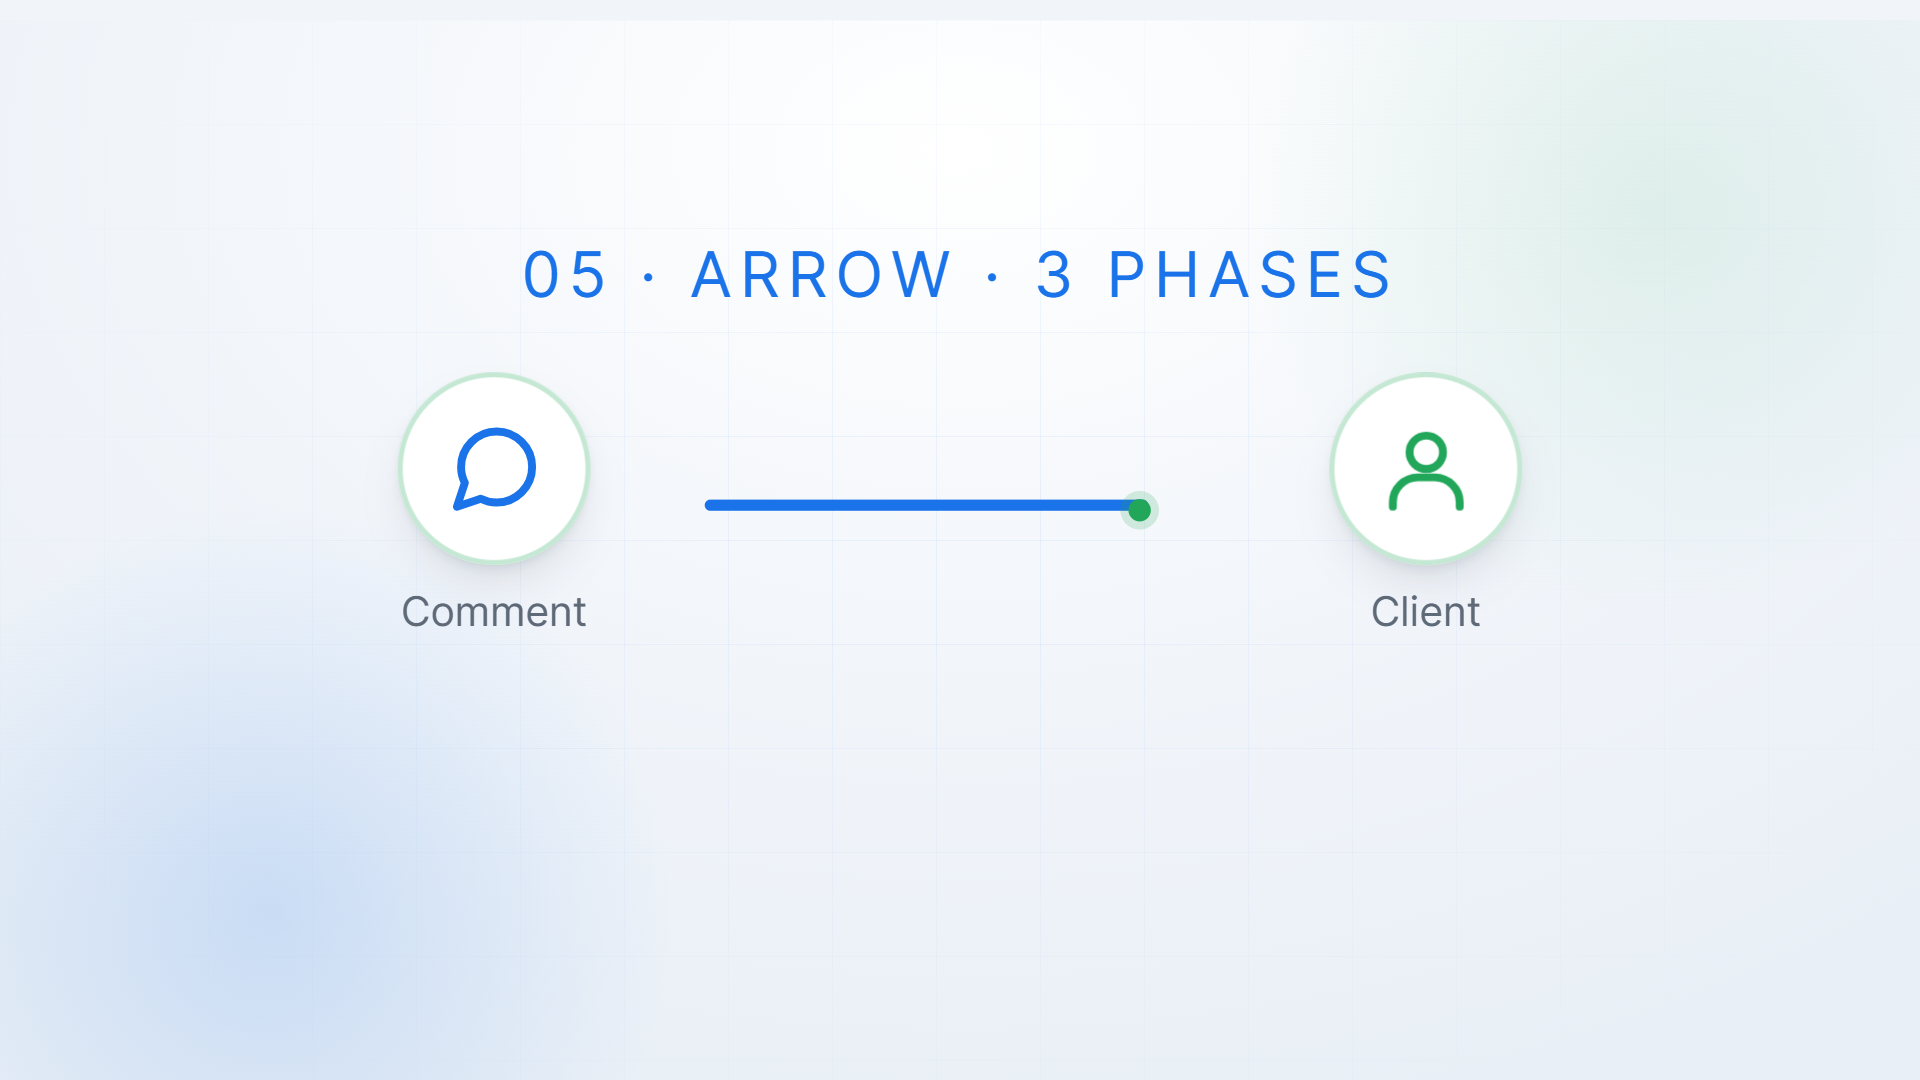 05 · ARROW · 3 PHASES
Comment
Client